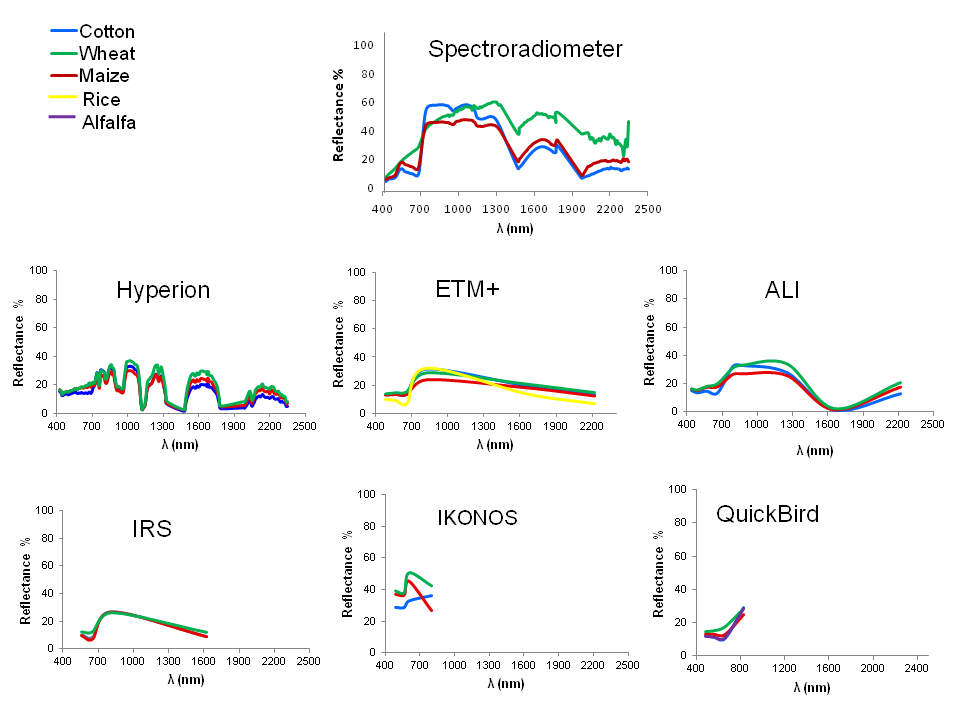 Cotton
Wheat
Maize
Rice
Alfalfa
Spectroradiometer
Reflectance %
100
80
60
40
20
0
400 700 1000 1300 1600 1900 2200 2500
λ (nm)
Hyperion
Reflectance %
100
80
60
40
20
0
400 700 1000 1300 1600 1900 2200 2500
λ (nm)
ETM+
Reflectance %
100
80
60
40
20
0
400 700 1000 1300 1600 1900 2200
λ (nm)
ALI
Reflectance %
100
80
60
40
20
0
400 700 1000 1300 1600 1900 2200 2500
λ (nm)
IRS
Reflectance %
100
80
60
40
20
0
400 700 1000 1300 1600 1900 2200 2500
λ (nm)
IKONOS
Reflectance %
100
80
60
40
20
0
400 700 1000 1300 1600 1900 2200 2500
λ (nm)
QuickBird
Reflectance %
100
80
60
40
20
0
400 800 1200 1600 2000 2400
λ (nm)